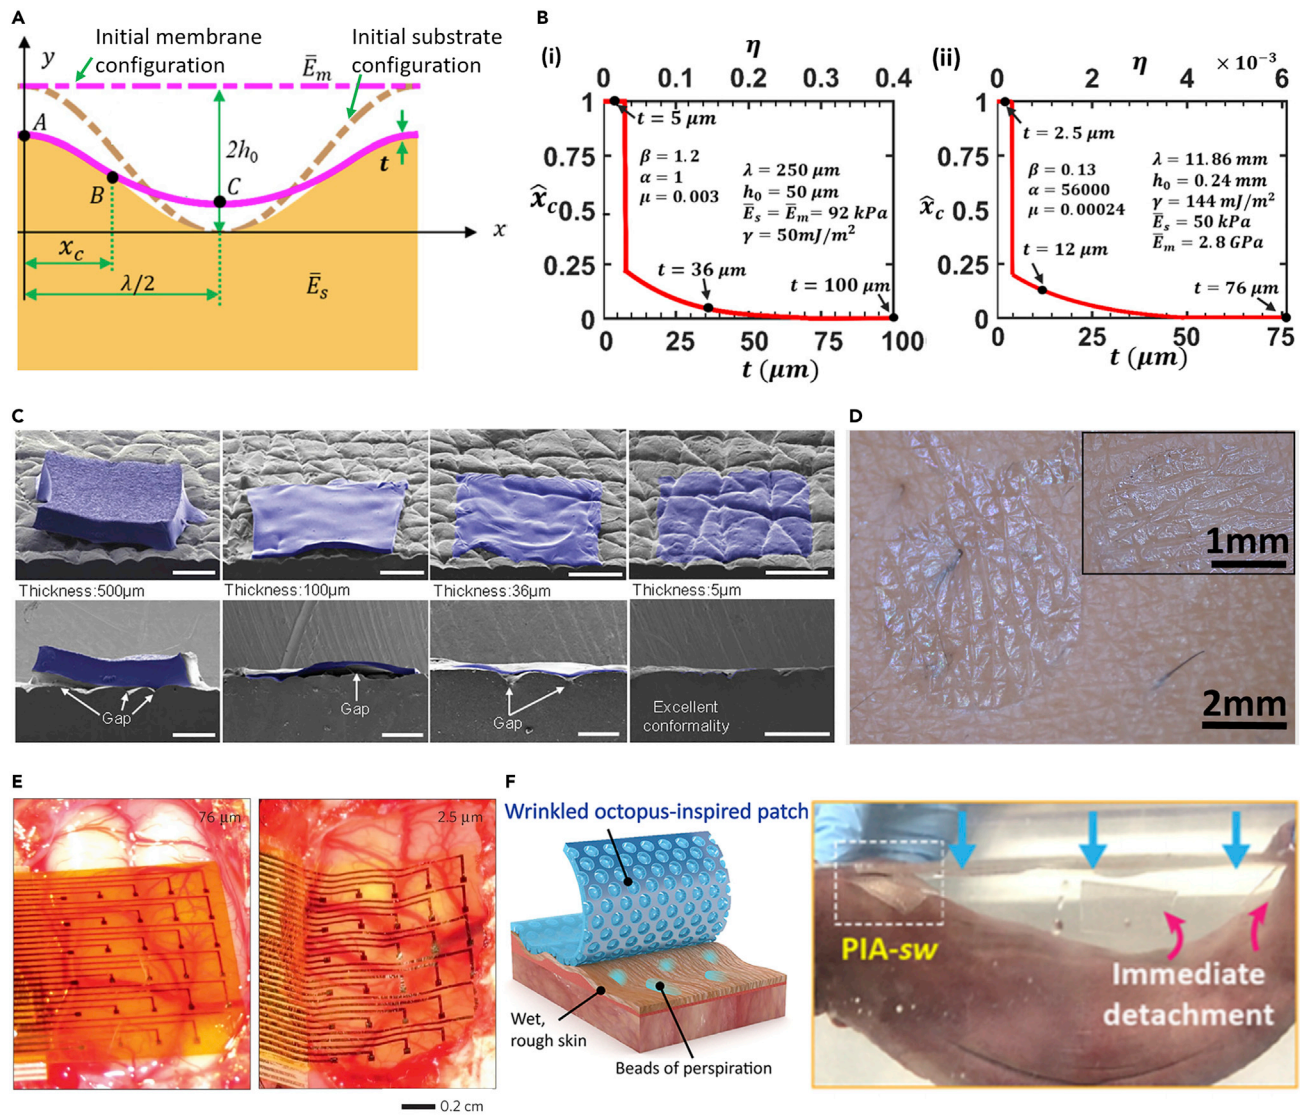 A
Initial membrane
configuration
Initial substrate
configuration
y
Ē_m
A
2h₀
t
B
C
x
x_c
λ/2
Ē_s
B
(i)
η
0 0.1 0.2 0.3 0.4
1
0.75
x̂_c
0.5
0.25
0
t = 5 μm
β = 1.2
α = 1
μ = 0.003
λ = 250 μm
h₀ = 50 μm
Ē_s = Ē_m = 92 kPa
γ = 50mJ/m²
t = 36 μm
t = 100 μm
0 25 50 75 100
t (μm)
(ii)
η
× 10⁻³
0 2 4 6
1
0.75
x̂_c
0.5
0.25
0
t = 2.5 μm
β = 0.13
α = 56000
μ = 0.00024
λ = 11.86 mm
h₀ = 0.24 mm
γ = 144 mJ/m²
Ē_s = 50 kPa
Ē_m = 2.8 GPa
t = 12 μm
t = 76 μm
0 25 50 75
t (μm)
C
Thickness:500μm
Thickness:100μm
Thickness:36μm
Thickness:5μm
Gap
Gap
Gap
Excellent
conformality
D
1mm
2mm
E
76 μm
2.5 μm
0.2 cm
F
Wrinkled octopus-inspired patch
Wet,
rough skin
Beads of perspiration
PIA-sw
Immediate
detachment